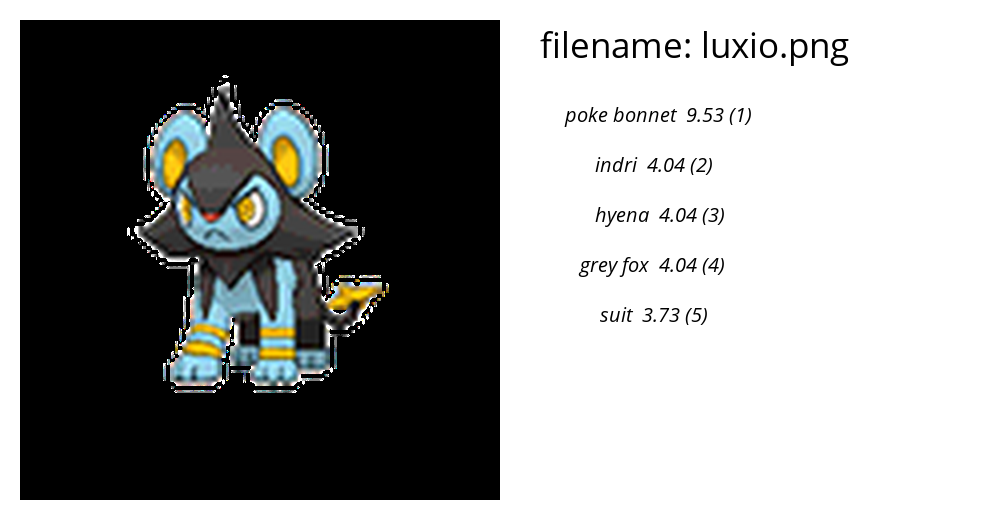 filename: luxio.png
poke bonnet 9.53 (1)
indri 4.04 (2)
hyena 4.04 (3)
grey fox 4.04 (4)
suit 3.73 (5)